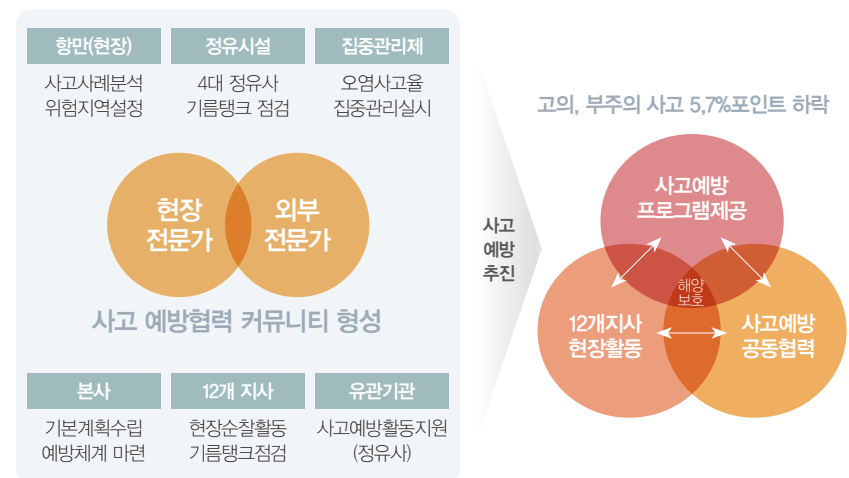 항만(현장)
사고사례분석
위험지역설정
정유시설
4대 정유사
기름탱크 점검
집중관리제
오염사고율
집중관리실시
현장
전문가
외부
전문가
사고 예방협력 커뮤니티 형성
본사
기본계획수립
예방체계 마련
12개 지사
현장순찰활동
기름탱크점검
유관기관
사고예방활동지원
(정유사)
사고
예방
추진
고의, 부주의 사고 5,7%포인트 하락
사고예방
프로그램제공
해양
보호
12개지사
현장활동
사고예방
공동협력